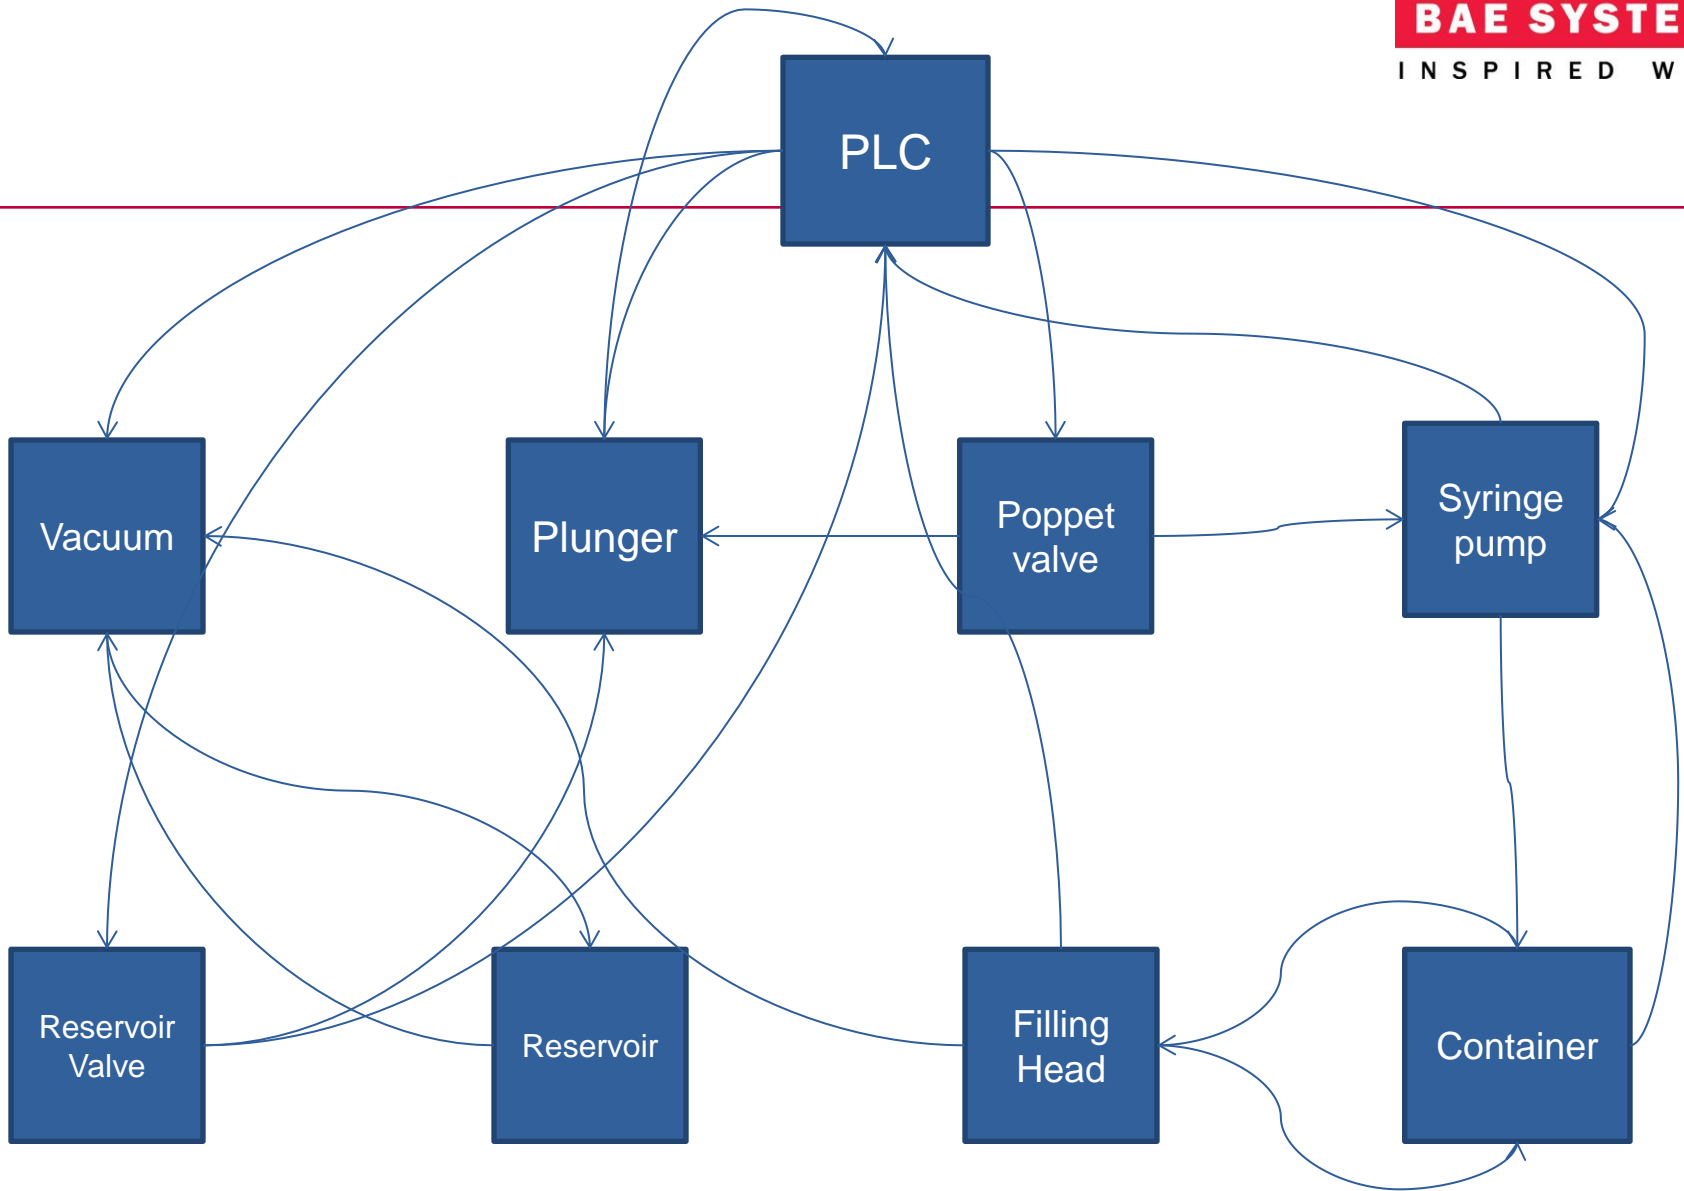 BAE SYSTE
INSPIRED W
PLC
Vacuum
Plunger
Poppet
valve
Syringe
pump
Reservoir
Valve
Reservoir
Filling
Head
Container